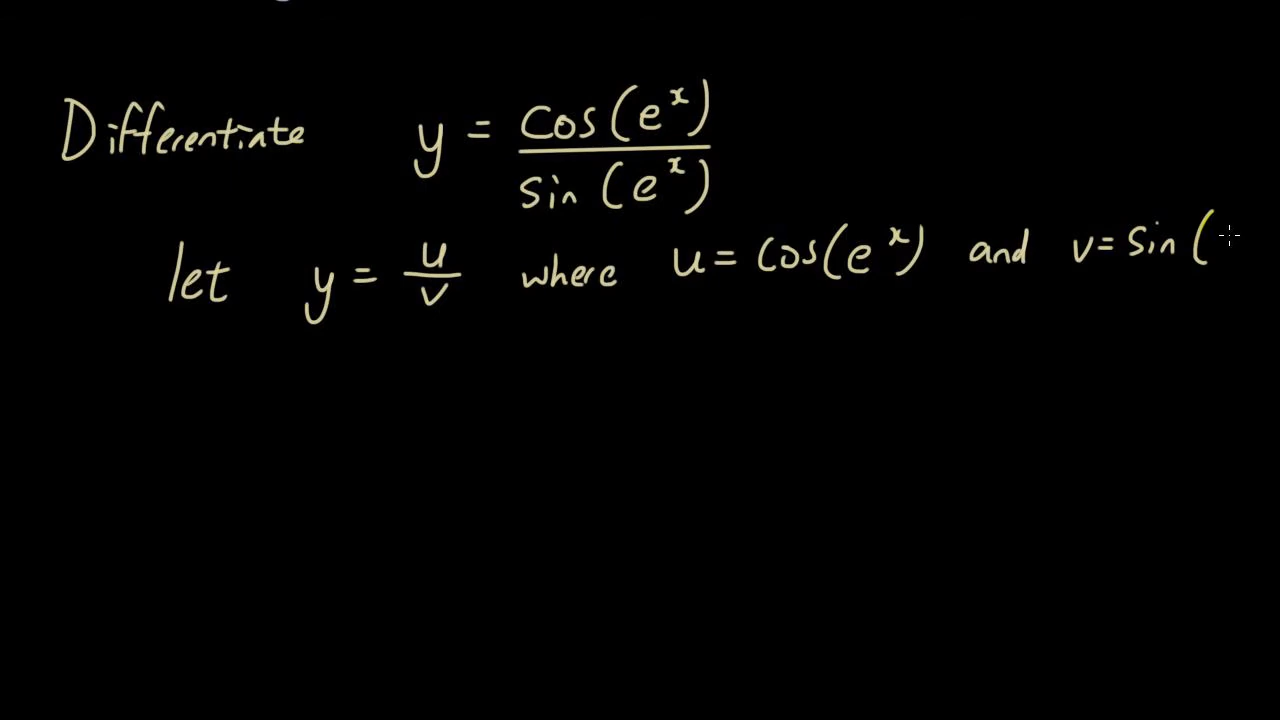 Differentiate y = cos(e^x) / sin(e^x)
let y = u/v where u = cos(e^x) and v = sin (